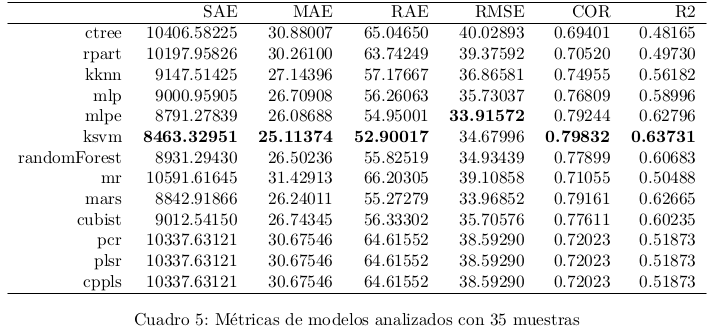 SAE MAE RAE RMSE COR R2
ctree 10406.58225 30.88007 65.04650 40.02893 0.69401 0.48165
rpart 10197.95826 30.26100 63.74249 39.37592 0.70520 0.49730
kknn 9147.51425 27.14396 57.17667 36.86581 0.74955 0.56182
mlp 9000.95905 26.70908 56.26063 35.73037 0.76809 0.58996
mlpe 8791.27839 26.08688 54.95001 33.91572 0.79244 0.62796
ksvm 8463.32951 25.11374 52.90017 34.67996 0.79832 0.63731
randomForest 8931.29430 26.50236 55.82519 34.93439 0.77899 0.60683
mr 10591.61645 31.42913 66.20305 39.10858 0.71055 0.50488
mars 8842.91866 26.24011 55.27279 33.96852 0.79161 0.62665
cubist 9012.54150 26.74345 56.33302 35.70576 0.77611 0.60235
pcr 10337.63121 30.67546 64.61552 38.59290 0.72023 0.51873
plsr 10337.63121 30.67546 64.61552 38.59290 0.72023 0.51873
cppls 10337.63121 30.67546 64.61552 38.59290 0.72023 0.51873
Cuadro 5: Métricas de modelos analizados con 35 muestras